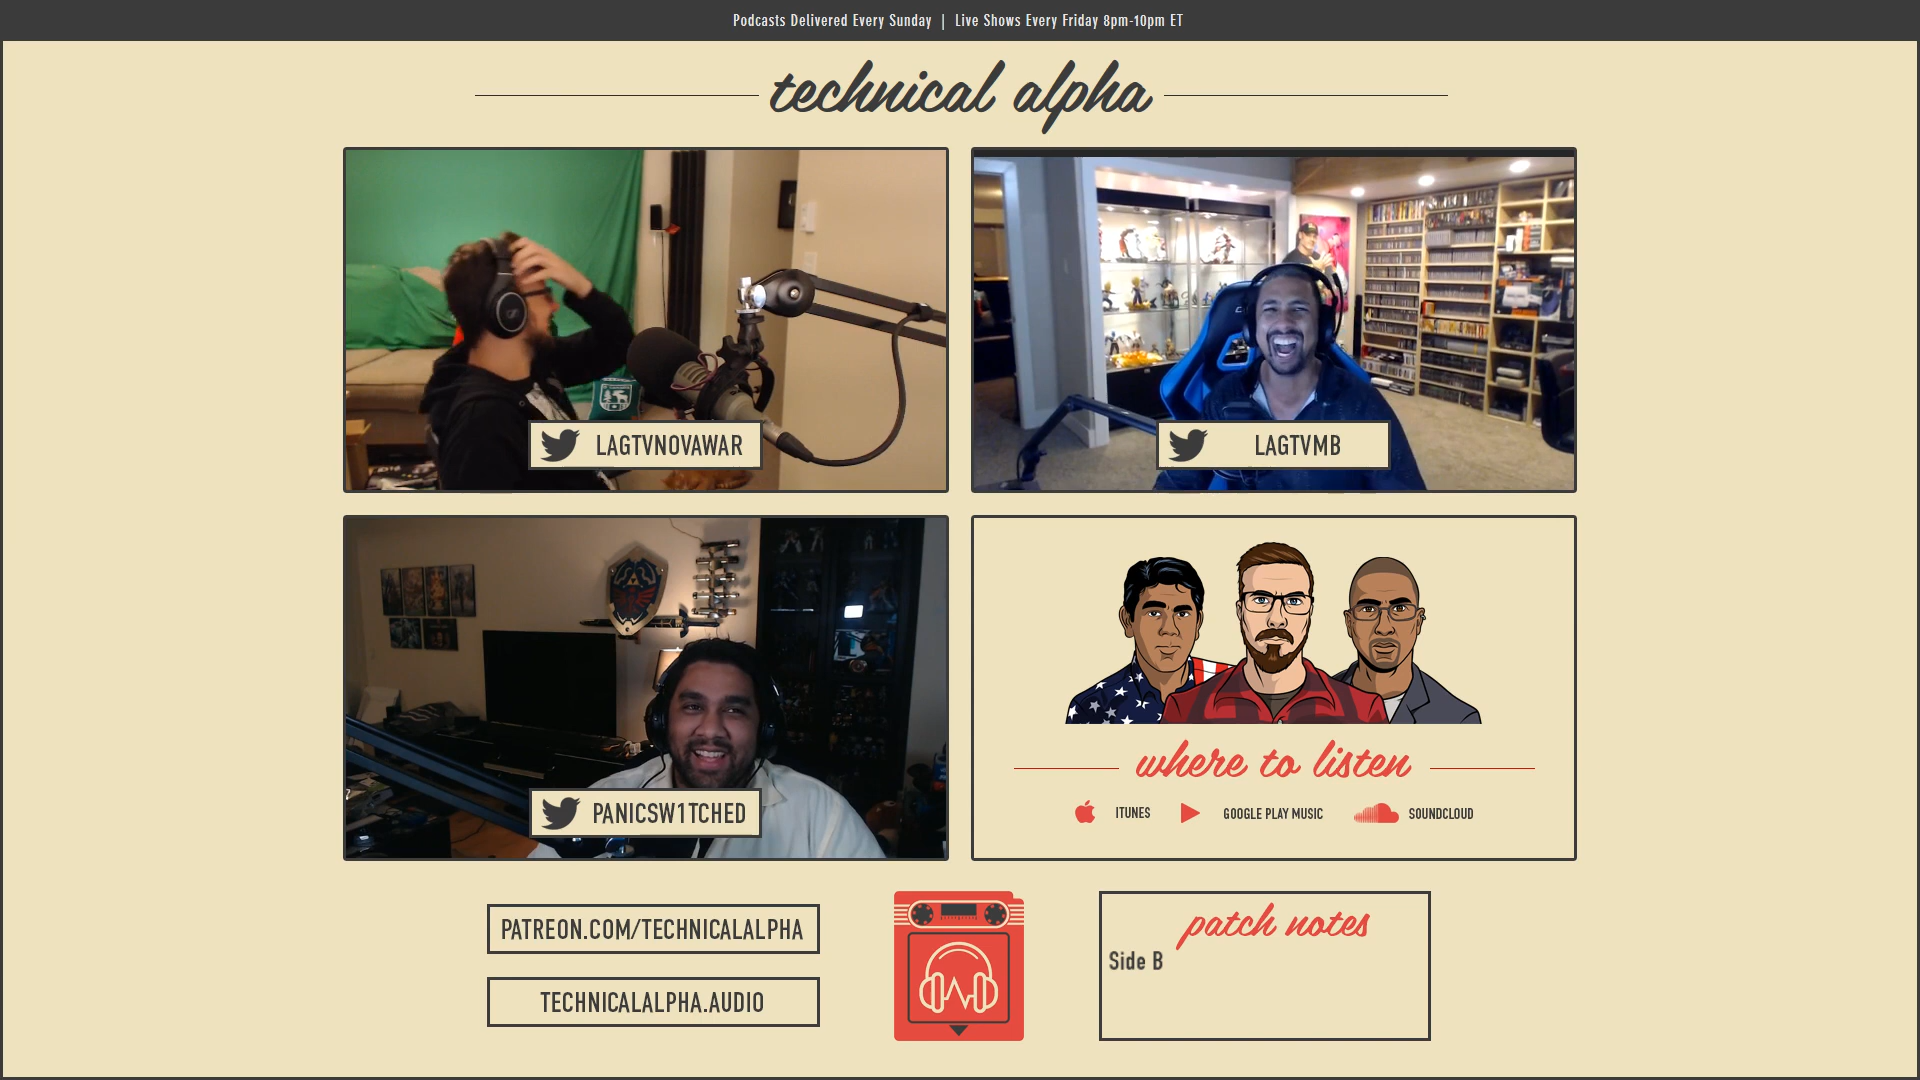 Podcasts Delivered Every Sunday | Live Shows Every Friday 8pm-10pm ET
technical alpha
LAGTVNOVAWAR
LAGTVMB
PANICSW1TCHED
where to listen
ITUNES
GOOGLE PLAY MUSIC
SOUNDCLOUD
PATREON.COM/TECHNICALALPHA
TECHNICALALPHA.AUDIO
patch notes
Side B